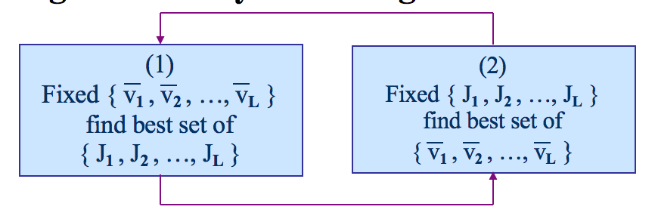 (1)
Fixed { v̅₁ , v̅₂ , ..., v̅L }
find best set of
{ J₁ , J₂ , ..., JL }
(2)
Fixed { J₁ , J₂ , ..., JL }
find best set of
{ v̅₁ , v̅₂ , ..., v̅L }